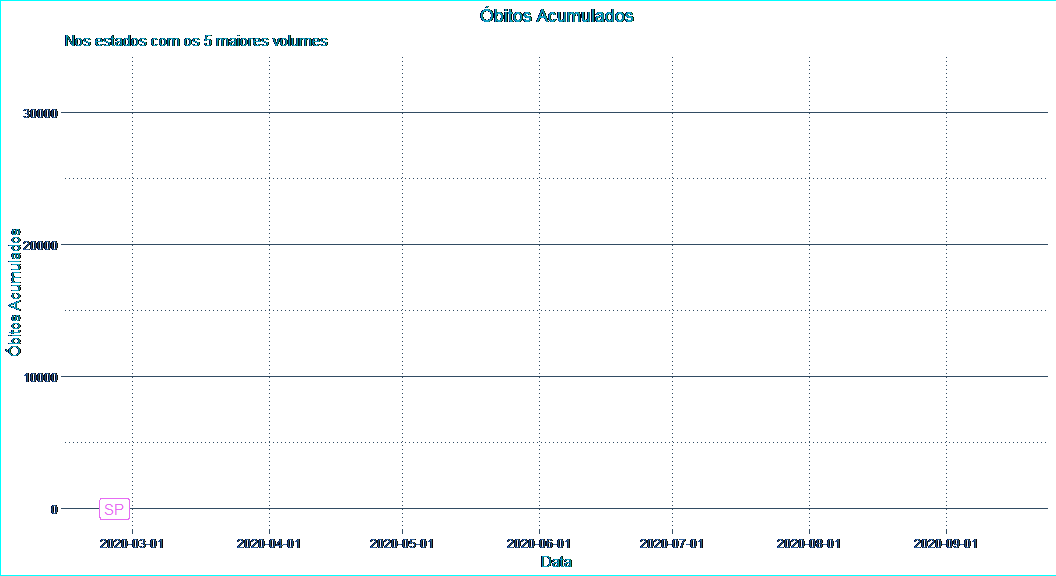 Óbitos Acumulados
Nos estados com os 5 maiores volumes
30000
20000
10000
0
Óbitos Acumulados
SP
2020-03-01 2020-04-01 2020-05-01 2020-06-01 2020-07-01 2020-08-01 2020-09-01
Data